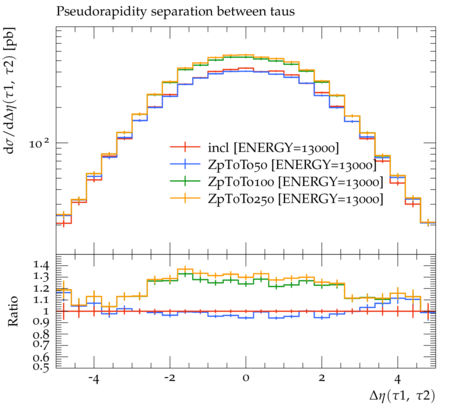 Pseudorapidity separation between taus
dσ/dΔη(τ1, τ2) [pb]
10²
incl [ENERGY=13000]
ZpToTo50 [ENERGY=13000]
ZpToTo100 [ENERGY=13000]
ZpToTo250 [ENERGY=13000]
Ratio
1.4
1.3
1.2
1.1
1
0.9
0.8
0.7
0.6
0.5
-4 -2 0 2 4
Δη(τ1, τ2)